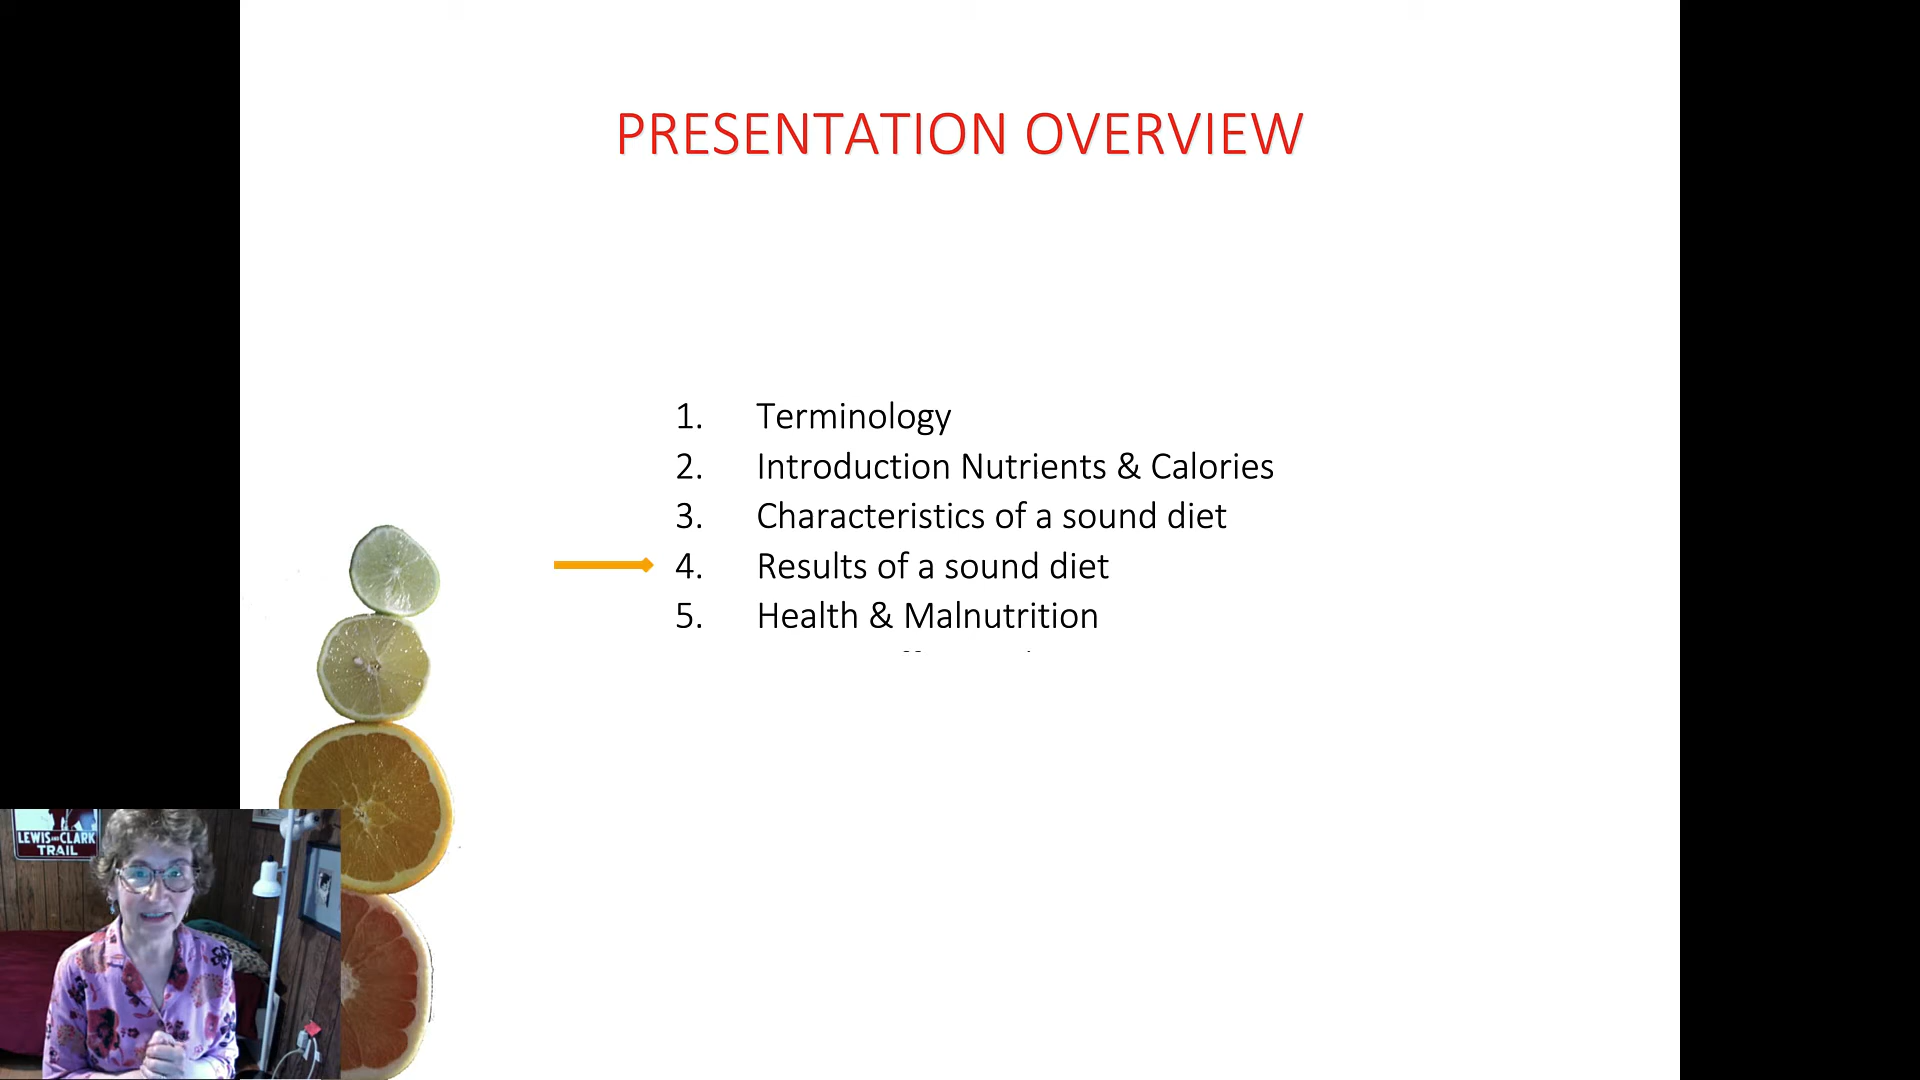 PRESENTATION OVERVIEW
1. Terminology
2. Introduction Nutrients & Calories
3. Characteristics of a sound diet
4. Results of a sound diet
5. Health & Malnutrition
LEWIS AND CLARK
TRAIL